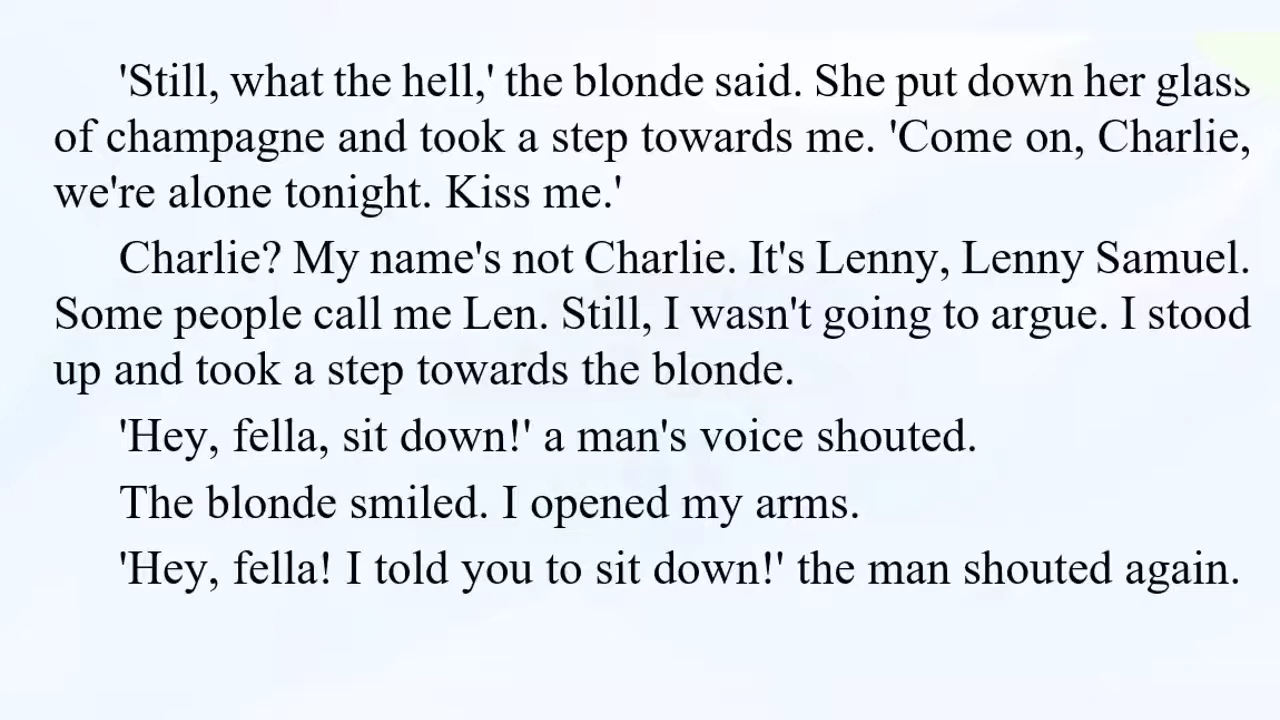 'Still, what the hell,' the blonde said. She put down her glass
of champagne and took a step towards me. 'Come on, Charlie,
we're alone tonight. Kiss me.'
Charlie? My name's not Charlie. It's Lenny, Lenny Samuel.
Some people call me Len. Still, I wasn't going to argue. I stood
up and took a step towards the blonde.
'Hey, fella, sit down!' a man's voice shouted.
The blonde smiled. I opened my arms.
'Hey, fella! I told you to sit down!' the man shouted again.